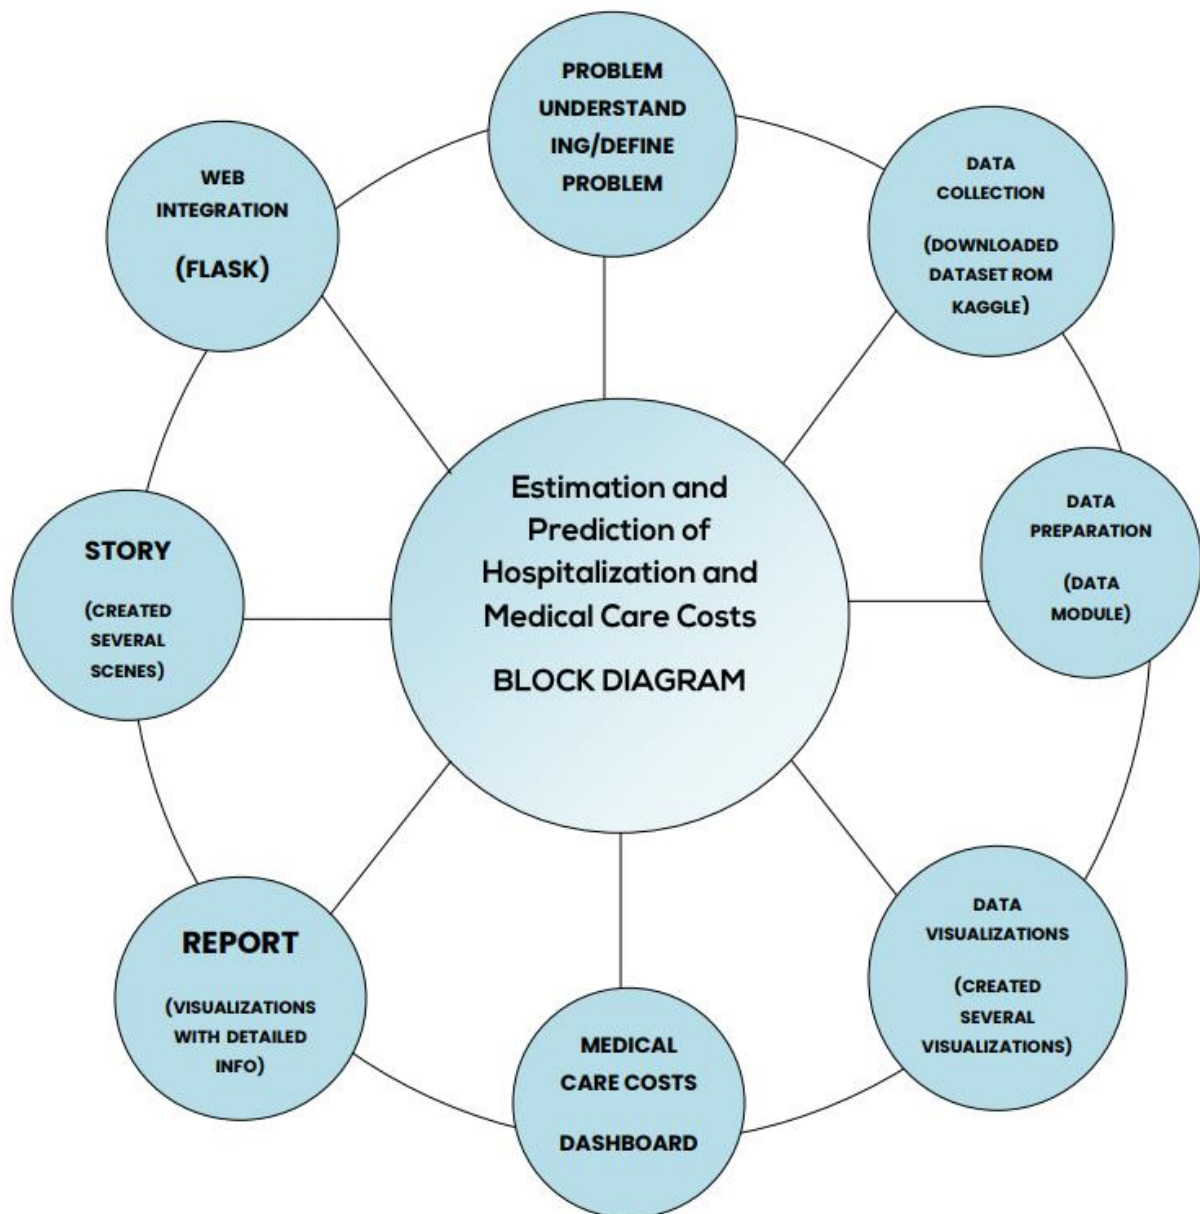 PROBLEM
UNDERSTAND
ING/DEFINE
PROBLEM
DATA
COLLECTION
(DOWNLOADED
DATASET ROM
KAGGLE)
DATA
PREPARATION
(DATA
MODULE)
DATA
VISUALIZATIONS
(CREATED
SEVERAL
VISUALIZATIONS)
MEDICAL
CARE COSTS
DASHBOARD
REPORT
(VISUALIZATIONS
WITH DETAILED
INFO)
STORY
(CREATED
SEVERAL
SCENES)
WEB
INTEGRATION
(FLASK)
Estimation and
Prediction of
Hospitalization and
Medical Care Costs
BLOCK DIAGRAM